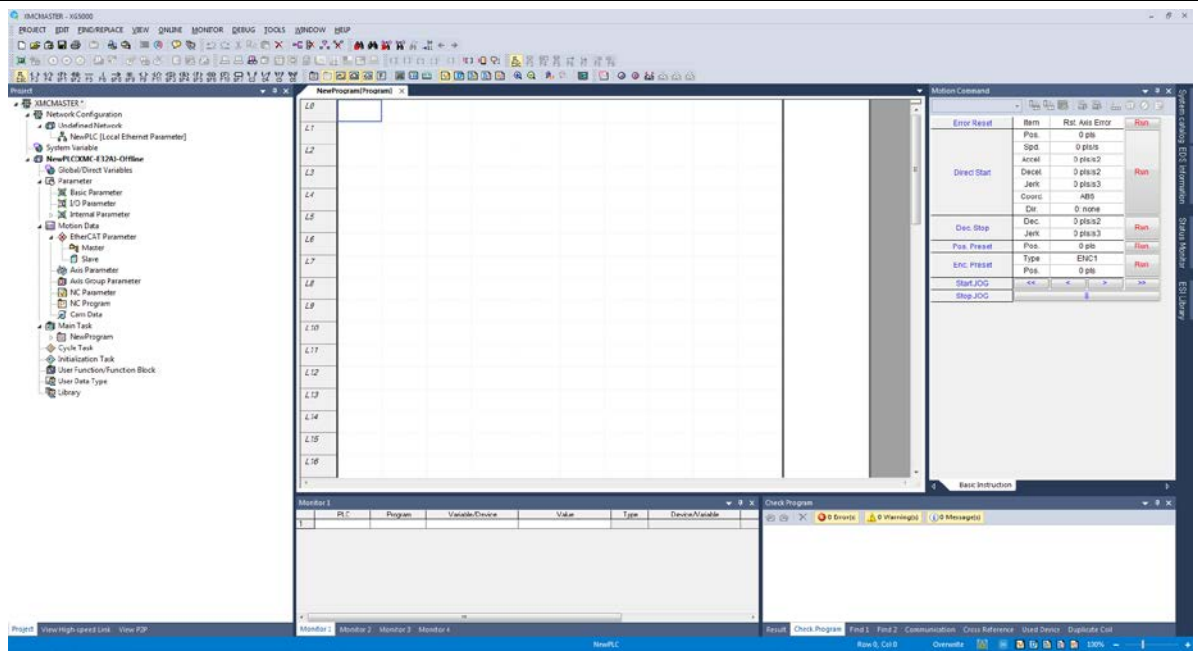 XMCMASTER - XG5000
PROJECT EDIT FIND/REPLACE VIEW ONLINE MONITOR DEBUG TOOLS WINDOW HELP
Project
XMCMASTER *
Network Configuration
Undefined Network
NewPLC [Local Ethernet Parameter]
System Variable
NewPLC(XMC-E32A)-Offline
Global/Direct Variables
Parameter
Basic Parameter
I/O Parameter
Internal Parameter
Motion Data
EtherCAT Parameter
Master
Slave
Axis Parameter
Axis Group Parameter
NC Parameter
NC Program
Cam Data
Main Task
NewProgram
Cycle Task
Initialization Task
User Function/Function Block
User Data Type
Library
Project View High-speed Link View P2P
NewProgram[Program] ×
L0
L1
L2
L3
L4
L5
L6
L7
L8
L9
L10
L11
L12
L13
L14
L15
L16
Motion Command
Error Reset Item Rst. Axis Error Run
Direct Start Pos. 0 pls Run
Spd. 0 pls/s
Accel 0 pls/s2
Decel. 0 pls/s2
Jerk 0 pls/s3
Coord. ABS
Dir. 0: none
Dec. Stop Dec. 0 pls/s2 Run
Jerk 0 pls/s3
Pos. Preset Pos. 0 pls Run
Enc. Preset Type ENC1 Run
Pos. 0 pls
Start JOG << < > >>
Stop JOG ||
Basic Instruction
System catalog
EDS information
Status Monitor
ESI Library
Monitor 1
PLC Program Variable/Device Value Type Device/Variable
1
Monitor 1 Monitor 2 Monitor 3 Monitor 4
Check Program
0 Error(s) 0 Warning(s) 0 Message(s)
Result Check Program Find 1 Find 2 Communication Cross Reference Used Device Duplicate Coil
NewPLC Row 0, Col 0 Overwrite 100%